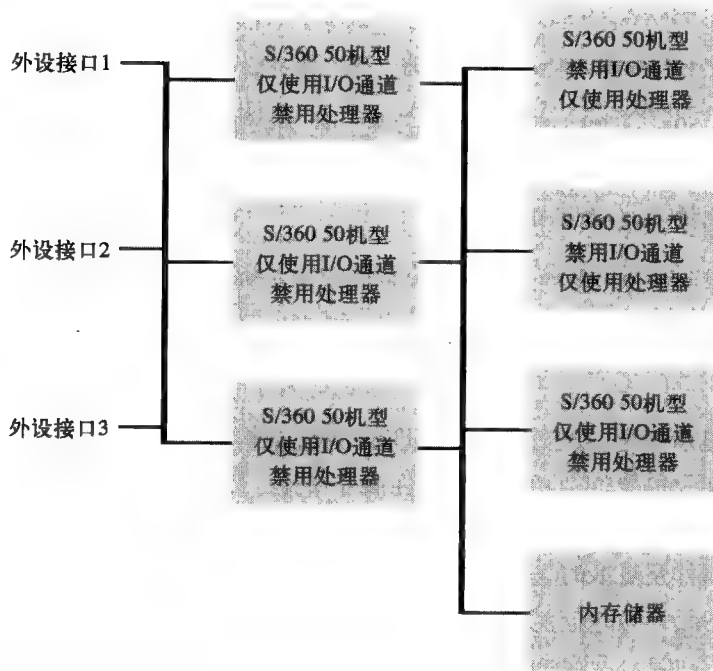 外设接口1
外设接口2
外设接口3
S/360 50机型
仅使用I/O通道
禁用处理器
S/360 50机型
仅使用I/O通道
禁用处理器
S/360 50机型
仅使用I/O通道
禁用处理器
S/360 50机型
禁用I/O通道
仅使用处理器
S/360 50机型
禁用I/O通道
仅使用处理器
S/360 50机型
仅使用I/O通道
禁用处理器
内存储器